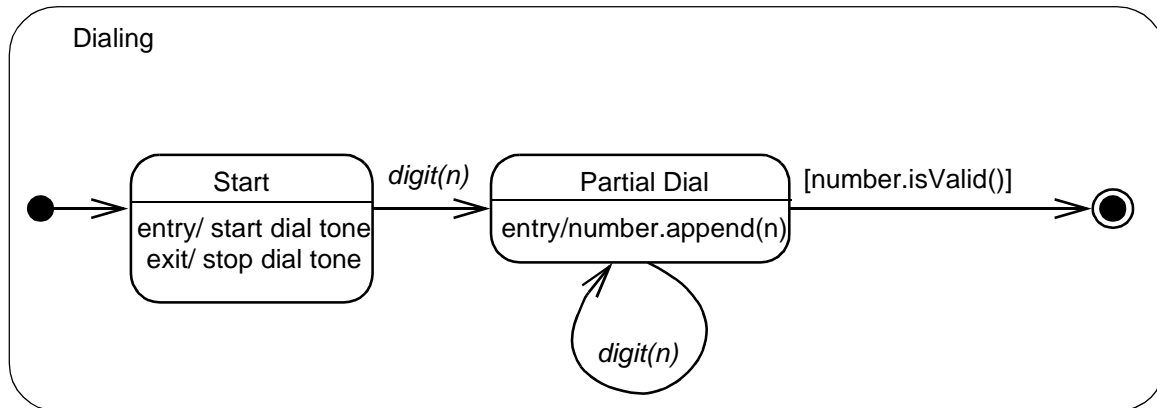 Dialing
Start
entry/ start dial tone
exit/ stop dial tone
digit(n)
Partial Dial
entry/number.append(n)
digit(n)
[number.isValid()]